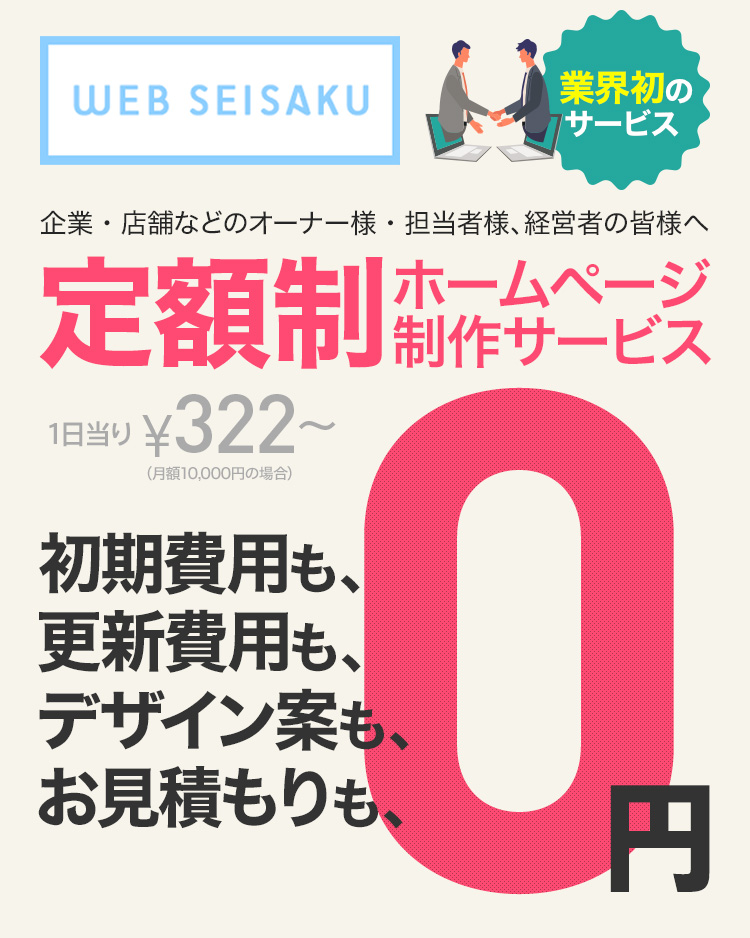 WEB SEISAKU
業界初の
サービス
企業・店舗などのオーナー様・担当者様、経営者の皆様へ
定額制
ホームページ
制作サービス
1日当り ¥322〜
(月額10,000円の場合)
初期費用も、
更新費用も、
デザイン案も、
お見積もりも、
0円